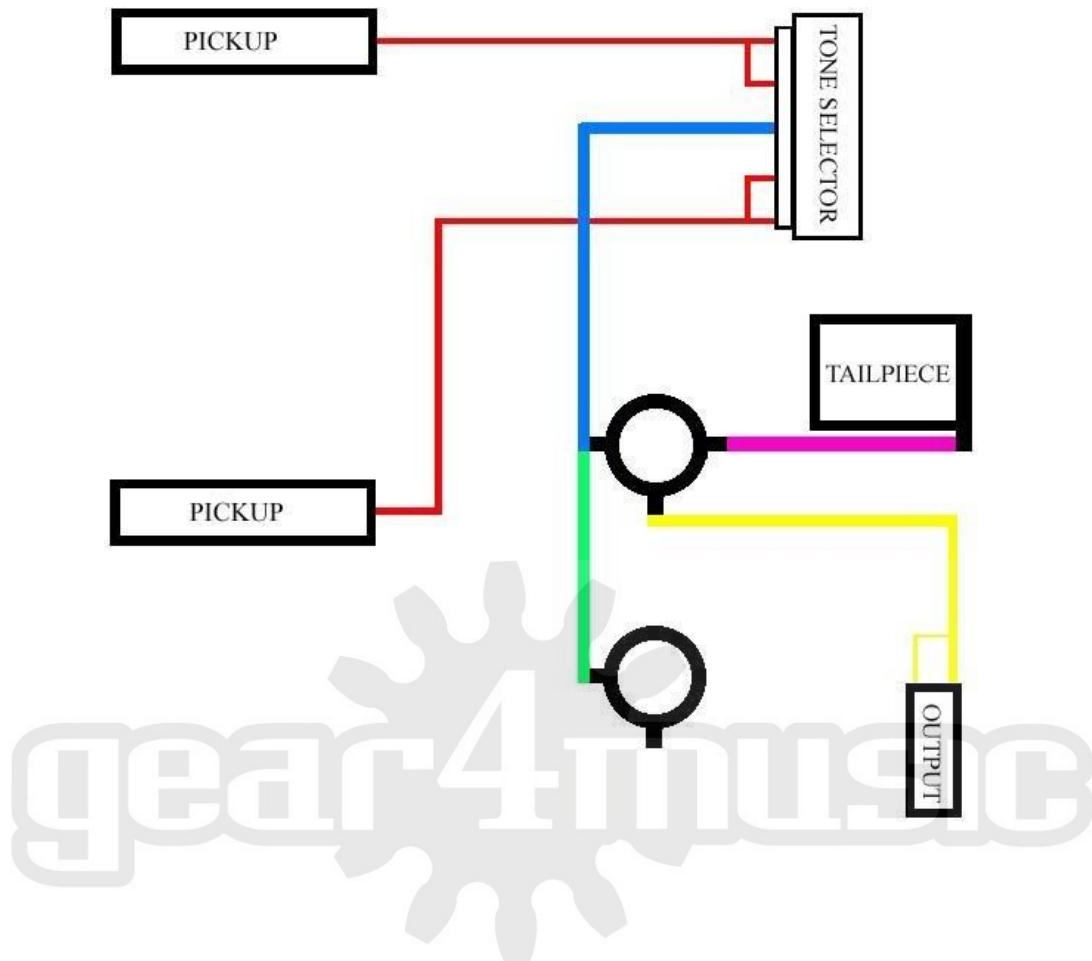 PICKUP
TONE SELECTOR
TAILPIECE
PICKUP
OUTPUT
gear4music